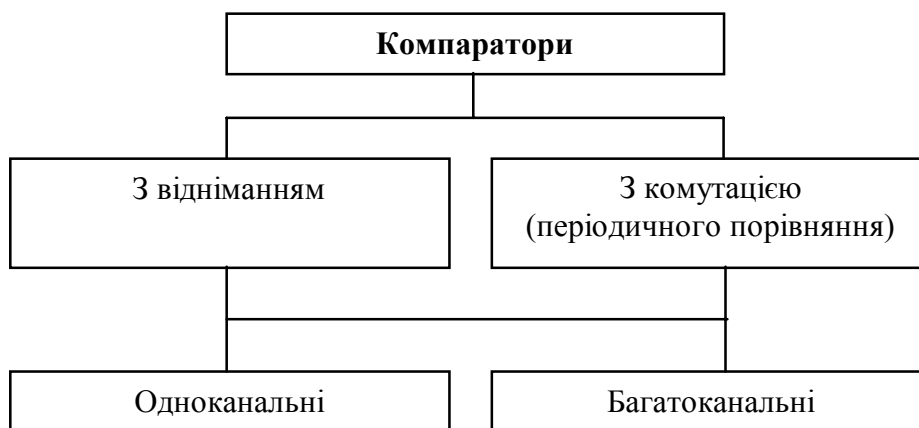 Компаратори
З відніманням
З комутацією
(періодичного порівняння)
Одноканальні
Багатоканальні